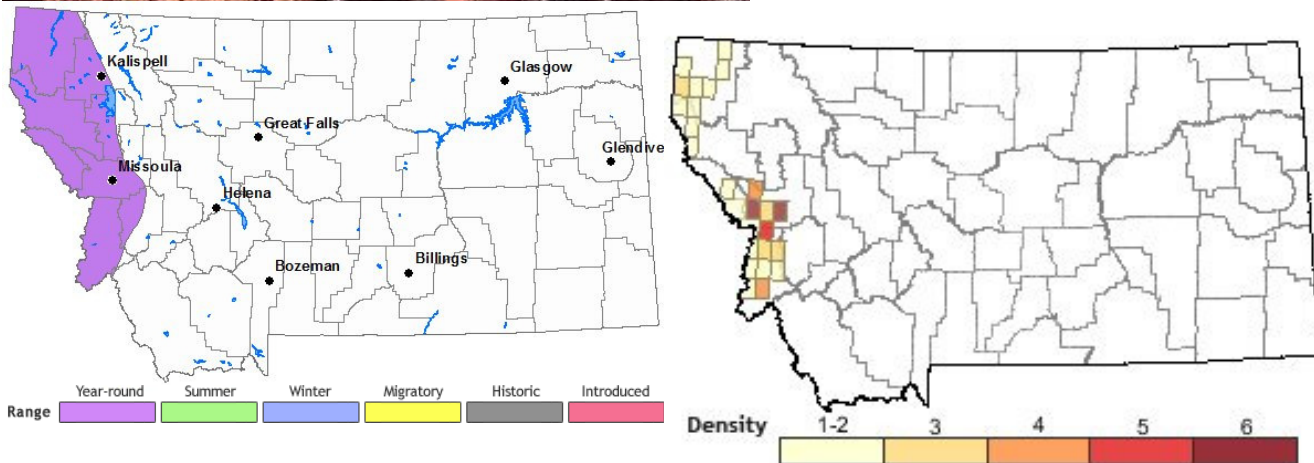 Kalispell
Glasgow
Great Falls
Glendive
Missoula
Helena
Bozeman
Billings
Year-round Summer Winter Migratory Historic Introduced
Range
Density 1-2 3 4 5 6